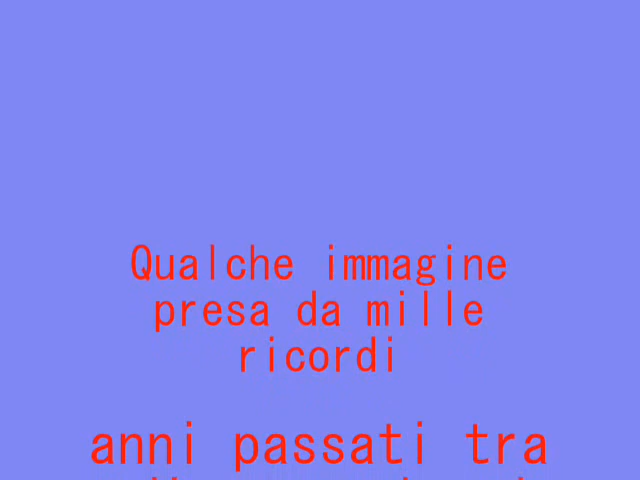 Qualche immagine
presa da mille
ricordi
anni passati tra